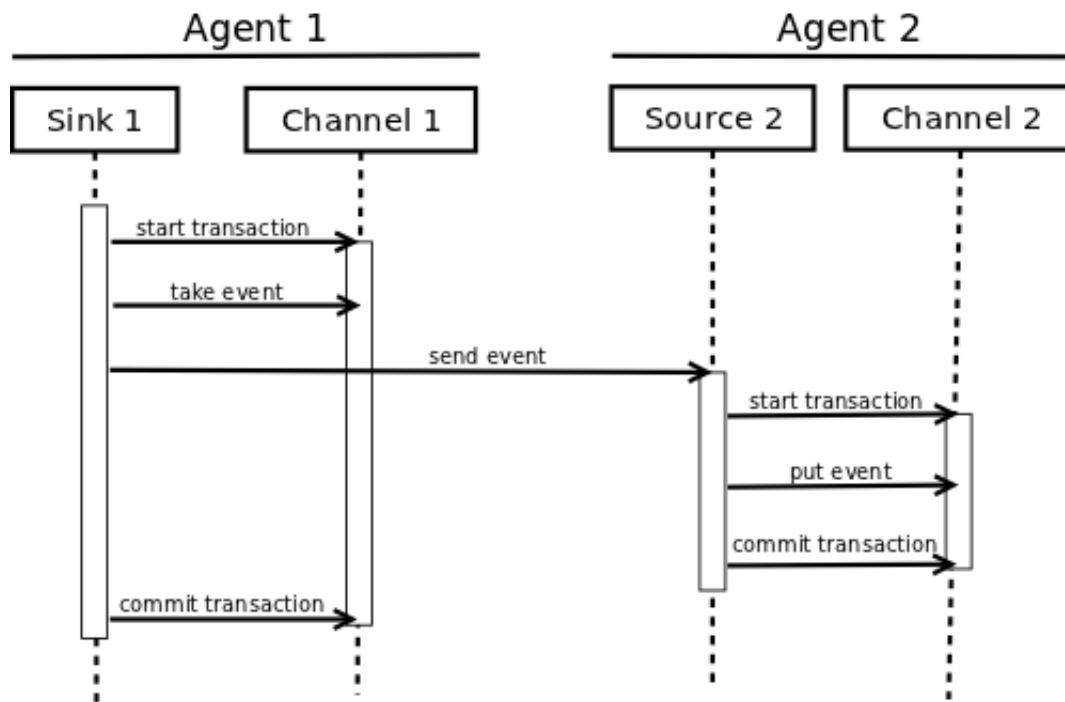 Agent 1
Agent 2
Sink 1
Channel 1
Source 2
Channel 2
start transaction
take event
send event
start transaction
put event
commit transaction
commit transaction